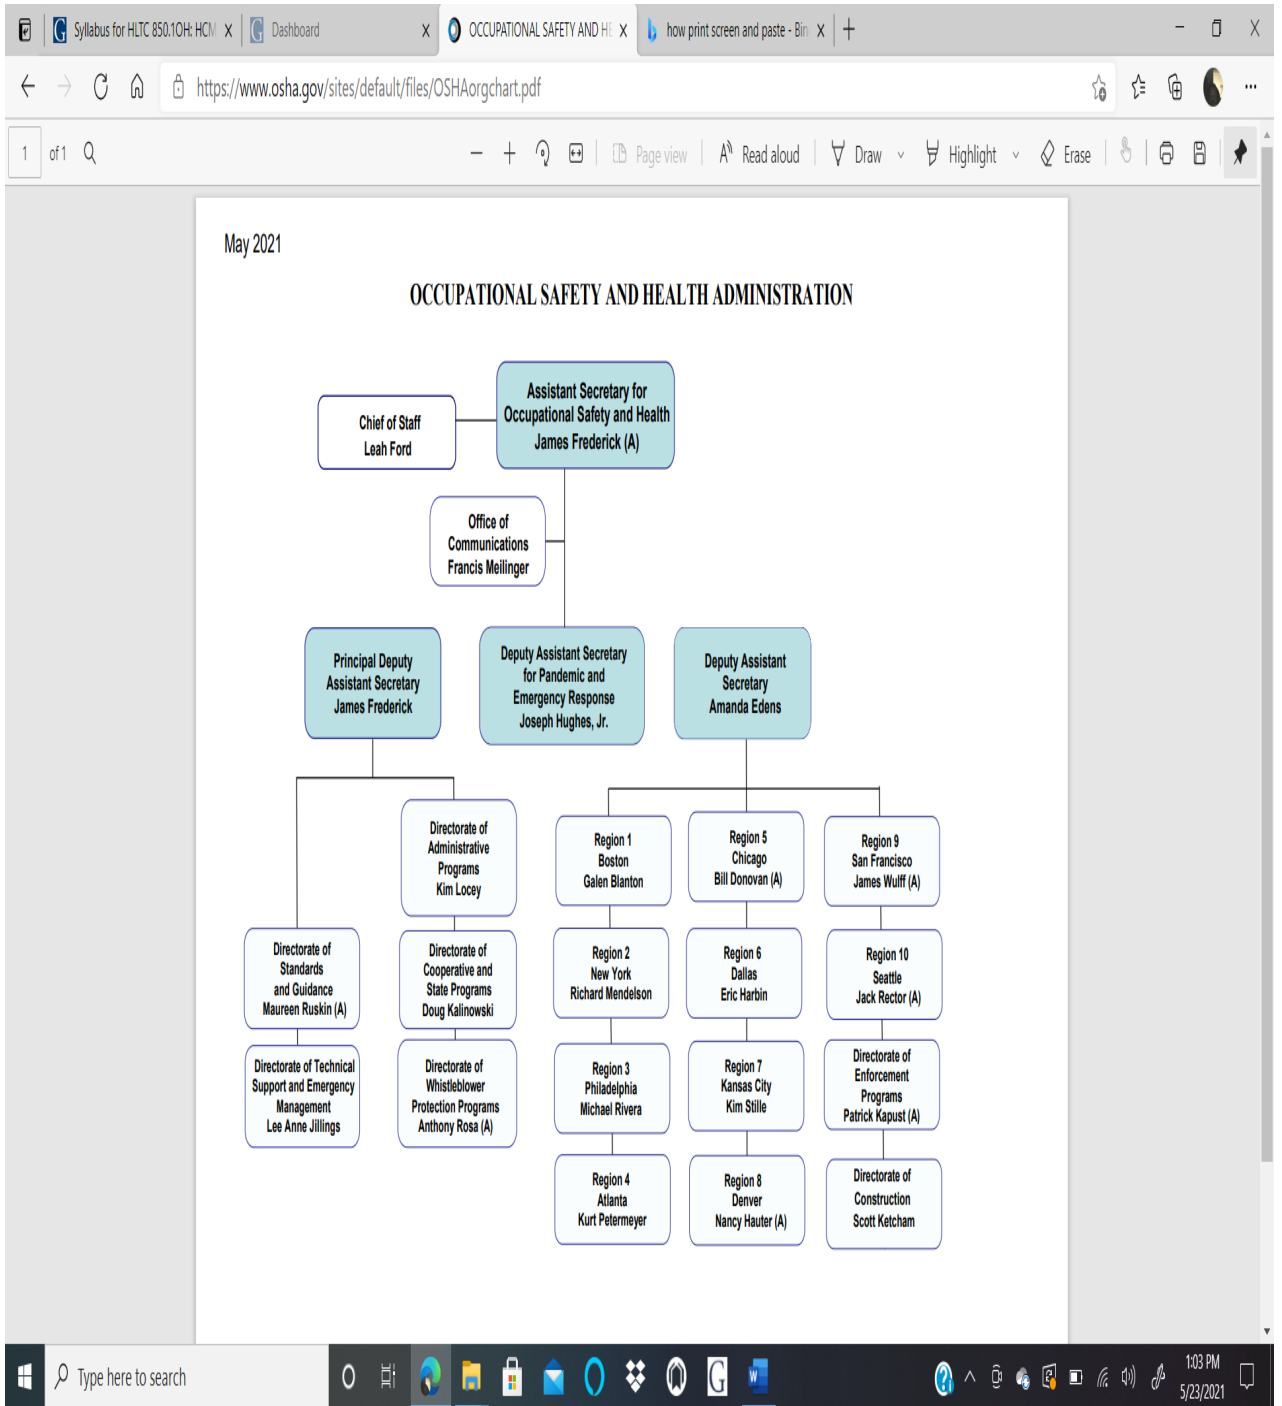 Syllabus for HLTC 850.1OH: HCM
Dashboard
OCCUPATIONAL SAFETY AND HE
how print screen and paste - Bin
https://www.osha.gov/sites/default/files/OSHAorgchart.pdf
1 of 1
Page view
Read aloud
Draw
Highlight
Erase
May 2021
OCCUPATIONAL SAFETY AND HEALTH ADMINISTRATION
Assistant Secretary for
Occupational Safety and Health
James Frederick (A)
Chief of Staff
Leah Ford
Office of
Communications
Francis Meilinger
Principal Deputy
Assistant Secretary
James Frederick
Deputy Assistant Secretary
for Pandemic and
Emergency Response
Joseph Hughes, Jr.
Deputy Assistant
Secretary
Amanda Edens
Directorate of
Administrative
Programs
Kim Locey
Region 1
Boston
Galen Blanton
Region 5
Chicago
Bill Donovan (A)
Region 9
San Francisco
James Wulff (A)
Directorate of
Standards
and Guidance
Maureen Ruskin (A)
Directorate of
Cooperative and
State Programs
Doug Kalinowski
Region 2
New York
Richard Mendelson
Region 6
Dallas
Eric Harbin
Region 10
Seattle
Jack Rector (A)
Directorate of Technical
Support and Emergency
Management
Lee Anne Jillings
Directorate of
Whistleblower
Protection Programs
Anthony Rosa (A)
Region 3
Philadelphia
Michael Rivera
Region 7
Kansas City
Kim Stille
Directorate of
Enforcement
Programs
Patrick Kapust (A)
Region 4
Atlanta
Kurt Petermeyer
Region 8
Denver
Nancy Hauter (A)
Directorate of
Construction
Scott Ketcham
Type here to search
1:03 PM
5/23/2021